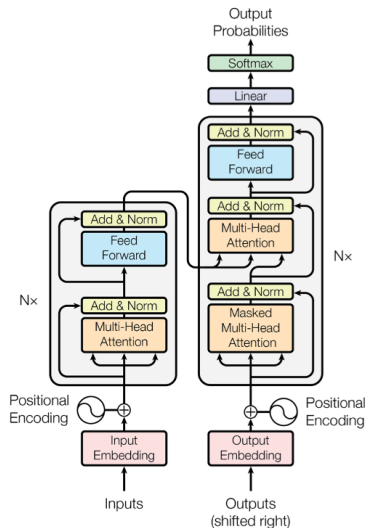 Output
Probabilities
Softmax
Linear
Add & Norm
Feed
Forward
Add & Norm
Multi-Head
Attention
Add & Norm
Masked
Multi-Head
Attention
N×
Add & Norm
Feed
Forward
Add & Norm
Multi-Head
Attention
N×
Positional
Encoding
Positional
Encoding
Input
Embedding
Output
Embedding
Inputs
Outputs
(shifted right)